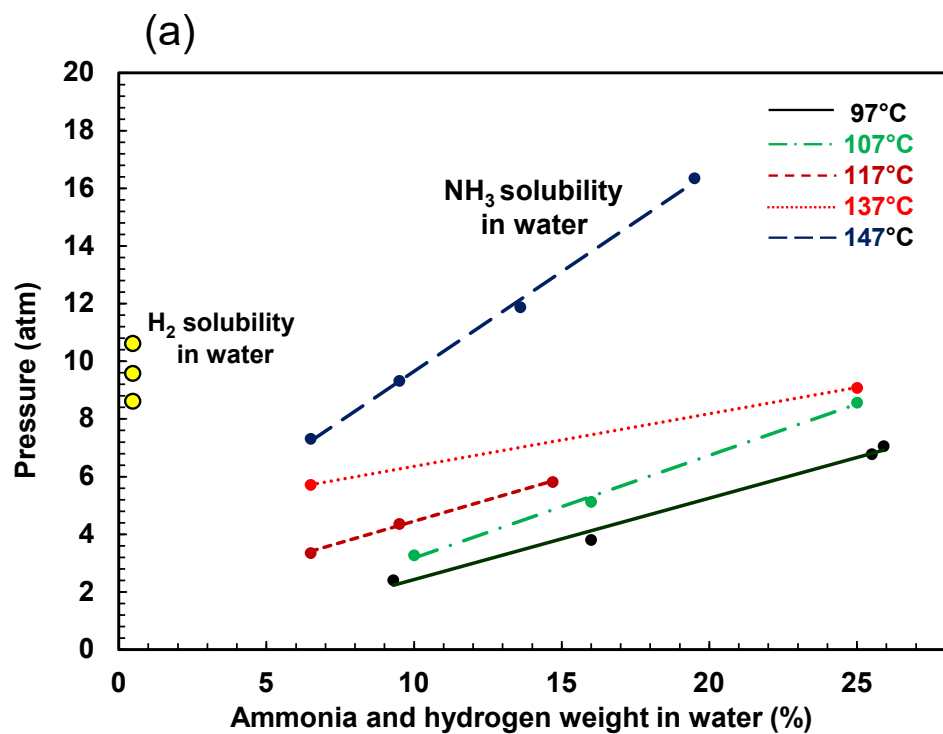 (a)
20
18
16
14
12
10
8
6
4
2
0
Pressure (atm)
97°C
107°C
117°C
137°C
147°C
NH₃ solubility
in water
H₂ solubility
in water
0 5 10 15 20 25
Ammonia and hydrogen weight in water (%)